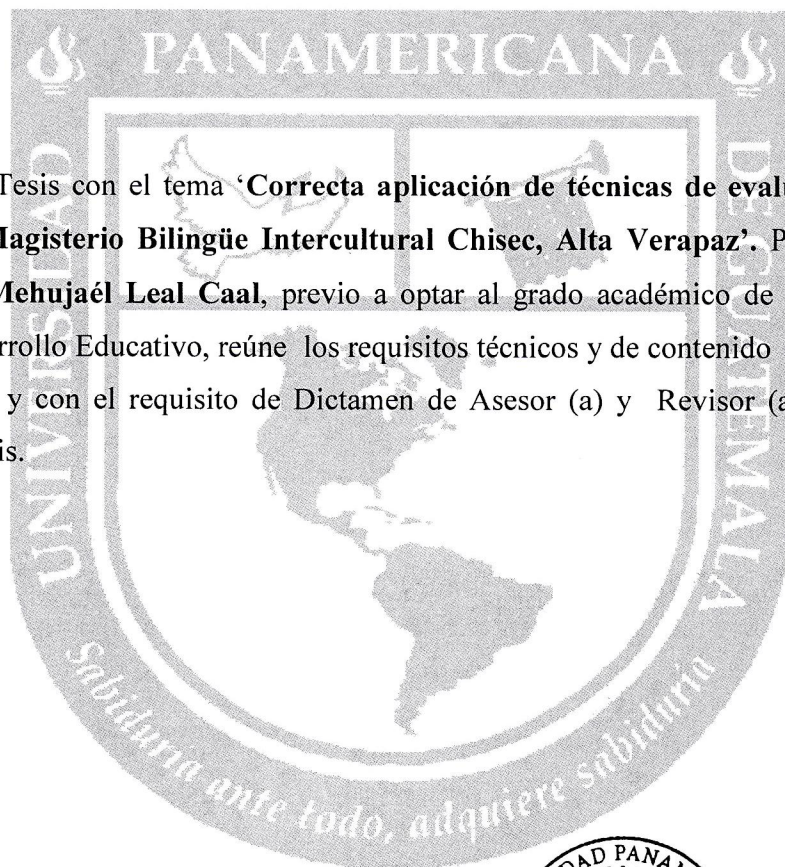 PANAMERICANA
UNIVERSIDAD
DE GUATEMALA
Tesis con el tema ‘Correcta aplicación de técnicas de evalu
Magisterio Bilingüe Intercultural Chisec, Alta Verapaz’. P
Mehujaél Leal Caal, previo a optar al grado académico de
rrollo Educativo, reúne los requisitos técnicos y de contenido
y con el requisito de Dictamen de Asesor (a) y Revisor (a
is.
Sabiduría ante todo, adquiere sabiduría
DAD PANA